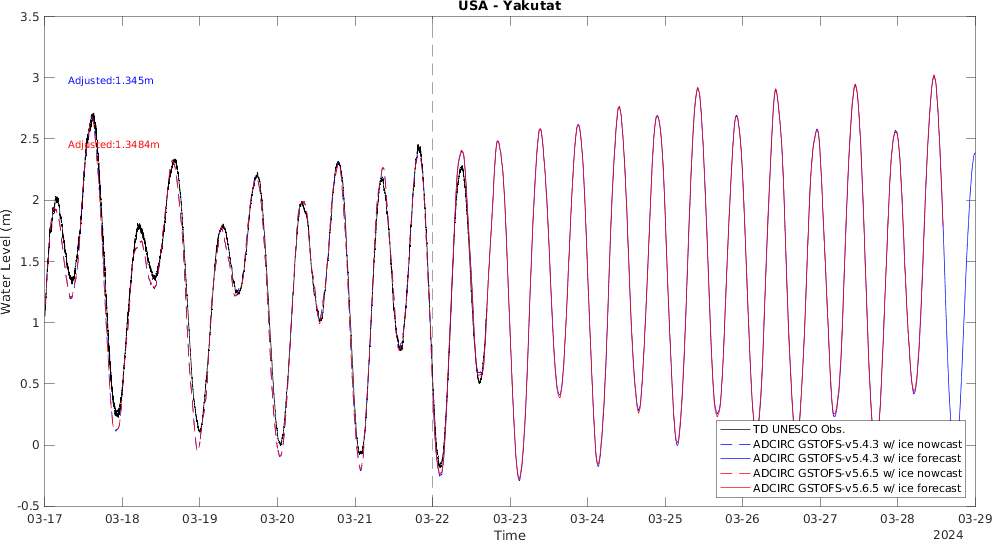 USA - Yakutat
3.5
3
2.5
2
1.5
1
0.5
0
-0.5
Water Level (m)
Adjusted:1.345m
Adjusted:1.3484m
TD UNESCO Obs.
ADCIRC GSTOFS-v5.4.3 w/ ice nowcast
ADCIRC GSTOFS-v5.4.3 w/ ice forecast
ADCIRC GSTOFS-v5.6.5 w/ ice nowcast
ADCIRC GSTOFS-v5.6.5 w/ ice forecast
03-17 03-18 03-19 03-20 03-21 03-22 03-23 03-24 03-25 03-26 03-27 03-28 03-29
Time
2024